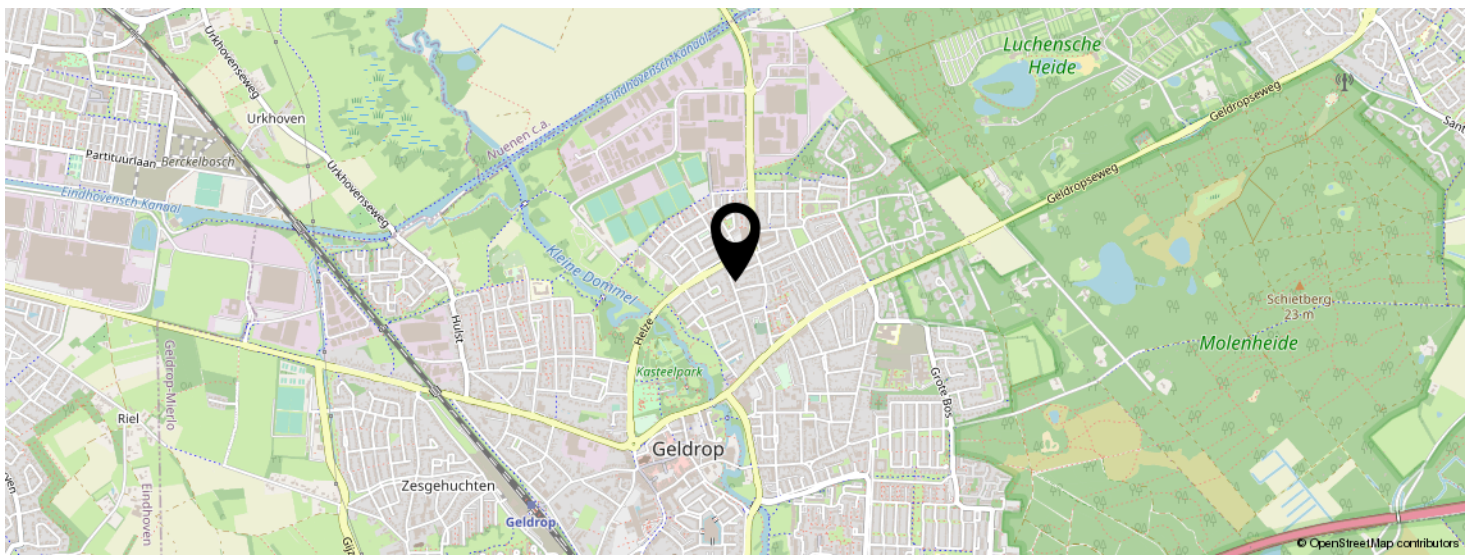 Luchensche
Heide
Urkhovenseweg
Eindhovensch Kanaal
Geldropseweg
Urkhoven
Nuenen c.a.
Partituurlaan
Berckelbosch
Urkhovenseweg
Geldropseweg
Eindhovensch Kanaal
Kleine Dommel
Schietberg
23 m
Hulst
Helze
Molenheide
Geldrop-Mierlo
Kasteelpark
Grote Bos
Riel
Geldrop
Zesgehuchten
Eindhoven
Geldrop
© OpenStreetMap contributors